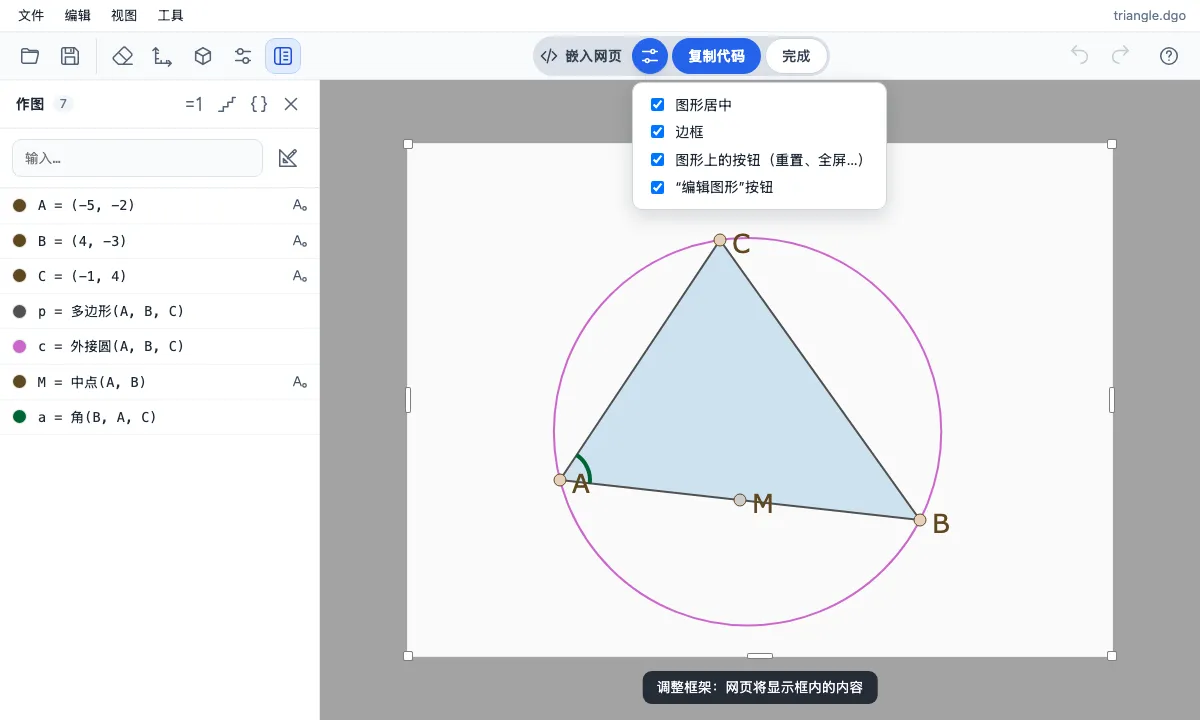 文件 编辑 视图 工具 triangle.dgo
嵌入网页 复制代码 完成
作图 7 =1 { }
图形居中
边框
图形上的按钮（重置、全屏…）
“编辑图形”按钮
输入…
A = (−5, −2)
B = (4, −3)
C = (−1, 4)
p = 多边形(A, B, C)
c = 外接圆(A, B, C)
M = 中点(A, B)
a = 角(B, A, C)
C
A
M
B
调整框架：网页将显示框内的内容